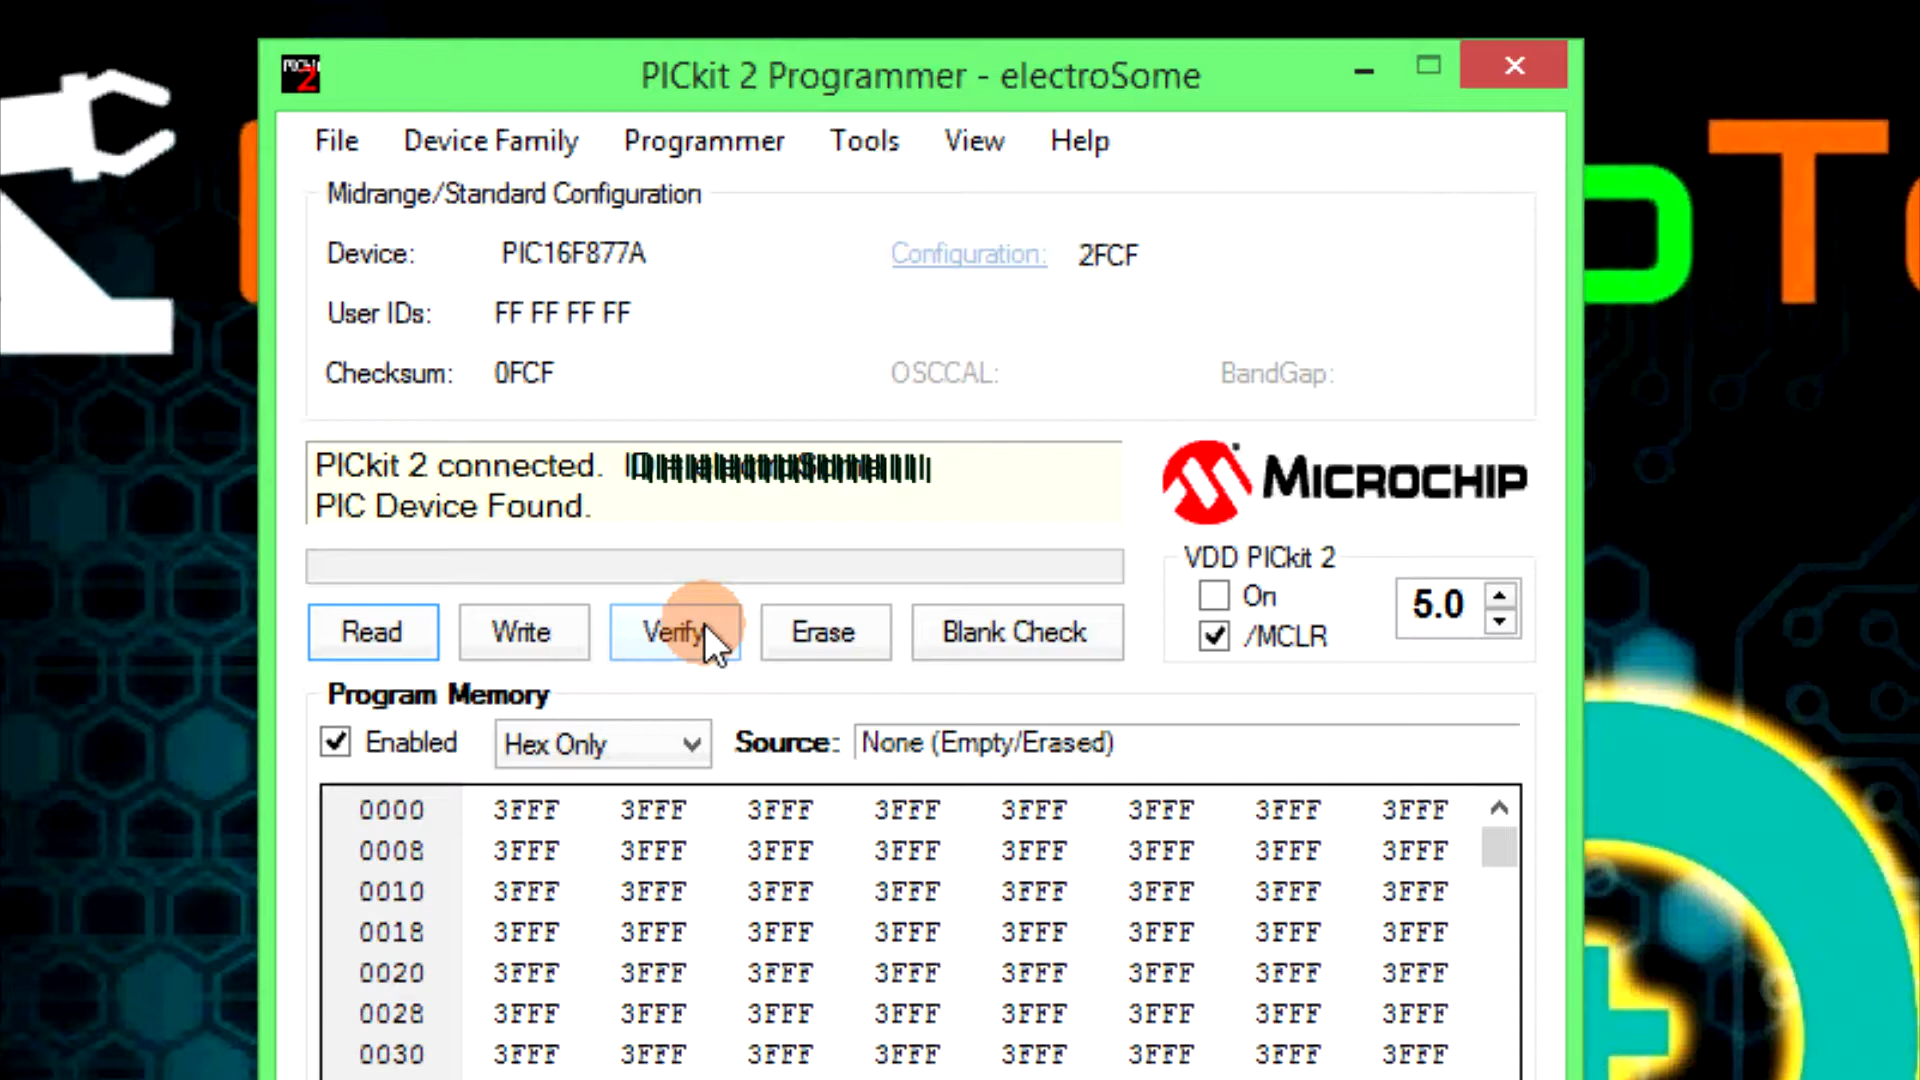 PICkit 2 Programmer - electroSome
File Device Family Programmer Tools View Help
Midrange/Standard Configuration
Device: PIC16F877A Configuration: 2FCF
User IDs: FF FF FF FF
Checksum: 0FCF OSCCAL: BandGap:
PICkit 2 connected.
PIC Device Found.
MICROCHIP
VDD PICkit 2
On
/MCLR
5.0
Read Write Verify Erase Blank Check
Program Memory
Enabled Hex Only Source: None (Empty/Erased)
0000 3FFF 3FFF 3FFF 3FFF 3FFF 3FFF 3FFF 3FFF
0008 3FFF 3FFF 3FFF 3FFF 3FFF 3FFF 3FFF 3FFF
0010 3FFF 3FFF 3FFF 3FFF 3FFF 3FFF 3FFF 3FFF
0018 3FFF 3FFF 3FFF 3FFF 3FFF 3FFF 3FFF 3FFF
0020 3FFF 3FFF 3FFF 3FFF 3FFF 3FFF 3FFF 3FFF
0028 3FFF 3FFF 3FFF 3FFF 3FFF 3FFF 3FFF 3FFF
0030 3FFF 3FFF 3FFF 3FFF 3FFF 3FFF 3FFF 3FFF